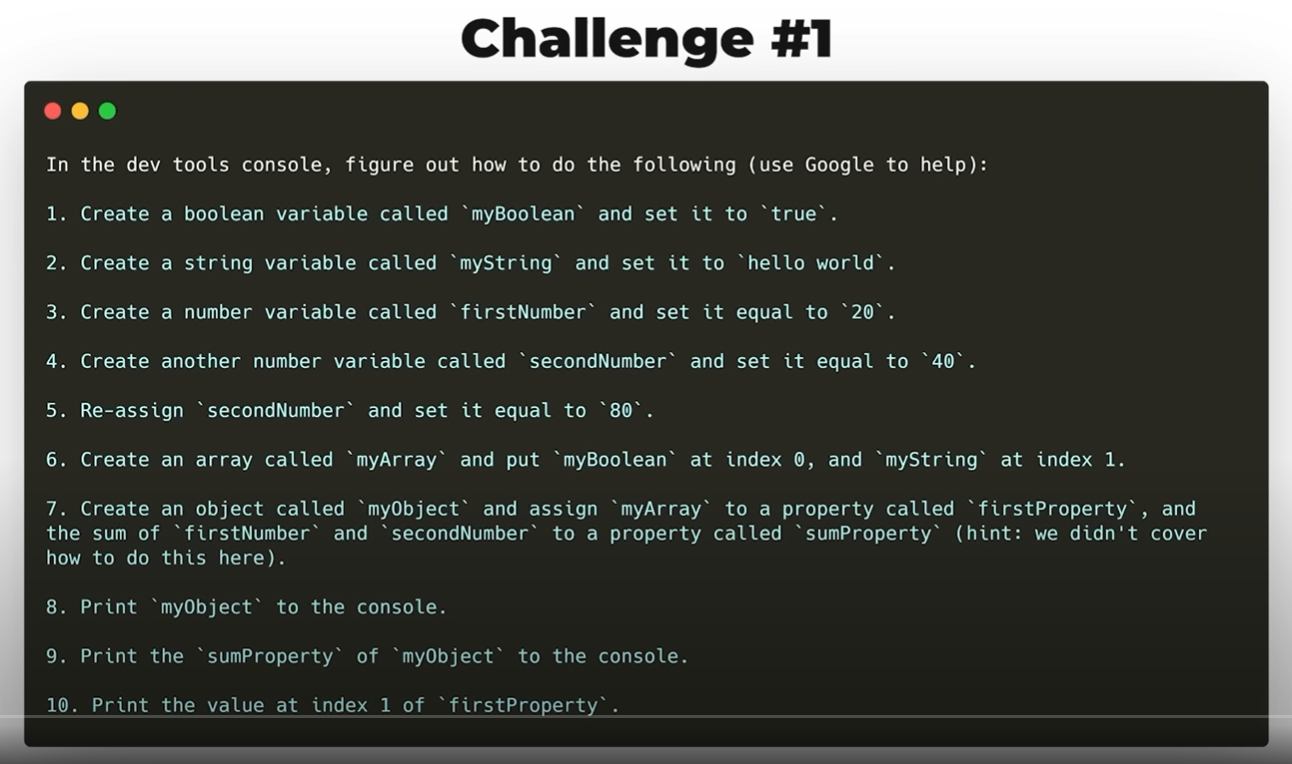 Challenge #1
In the dev tools console, figure out how to do the following (use Google to help):
1. Create a boolean variable called `myBoolean` and set it to `true`.
2. Create a string variable called `myString` and set it to `hello world`.
3. Create a number variable called `firstNumber` and set it equal to `20`.
4. Create another number variable called `secondNumber` and set it equal to `40`.
5. Re-assign `secondNumber` and set it equal to `80`.
6. Create an array called `myArray` and put `myBoolean` at index 0, and `myString` at index 1.
7. Create an object called `myObject` and assign `myArray` to a property called `firstProperty`, and
the sum of `firstNumber` and `secondNumber` to a property called `sumProperty` (hint: we didn't cover
how to do this here).
8. Print `myObject` to the console.
9. Print the `sumProperty` of `myObject` to the console.
10. Print the value at index 1 of `firstProperty`.